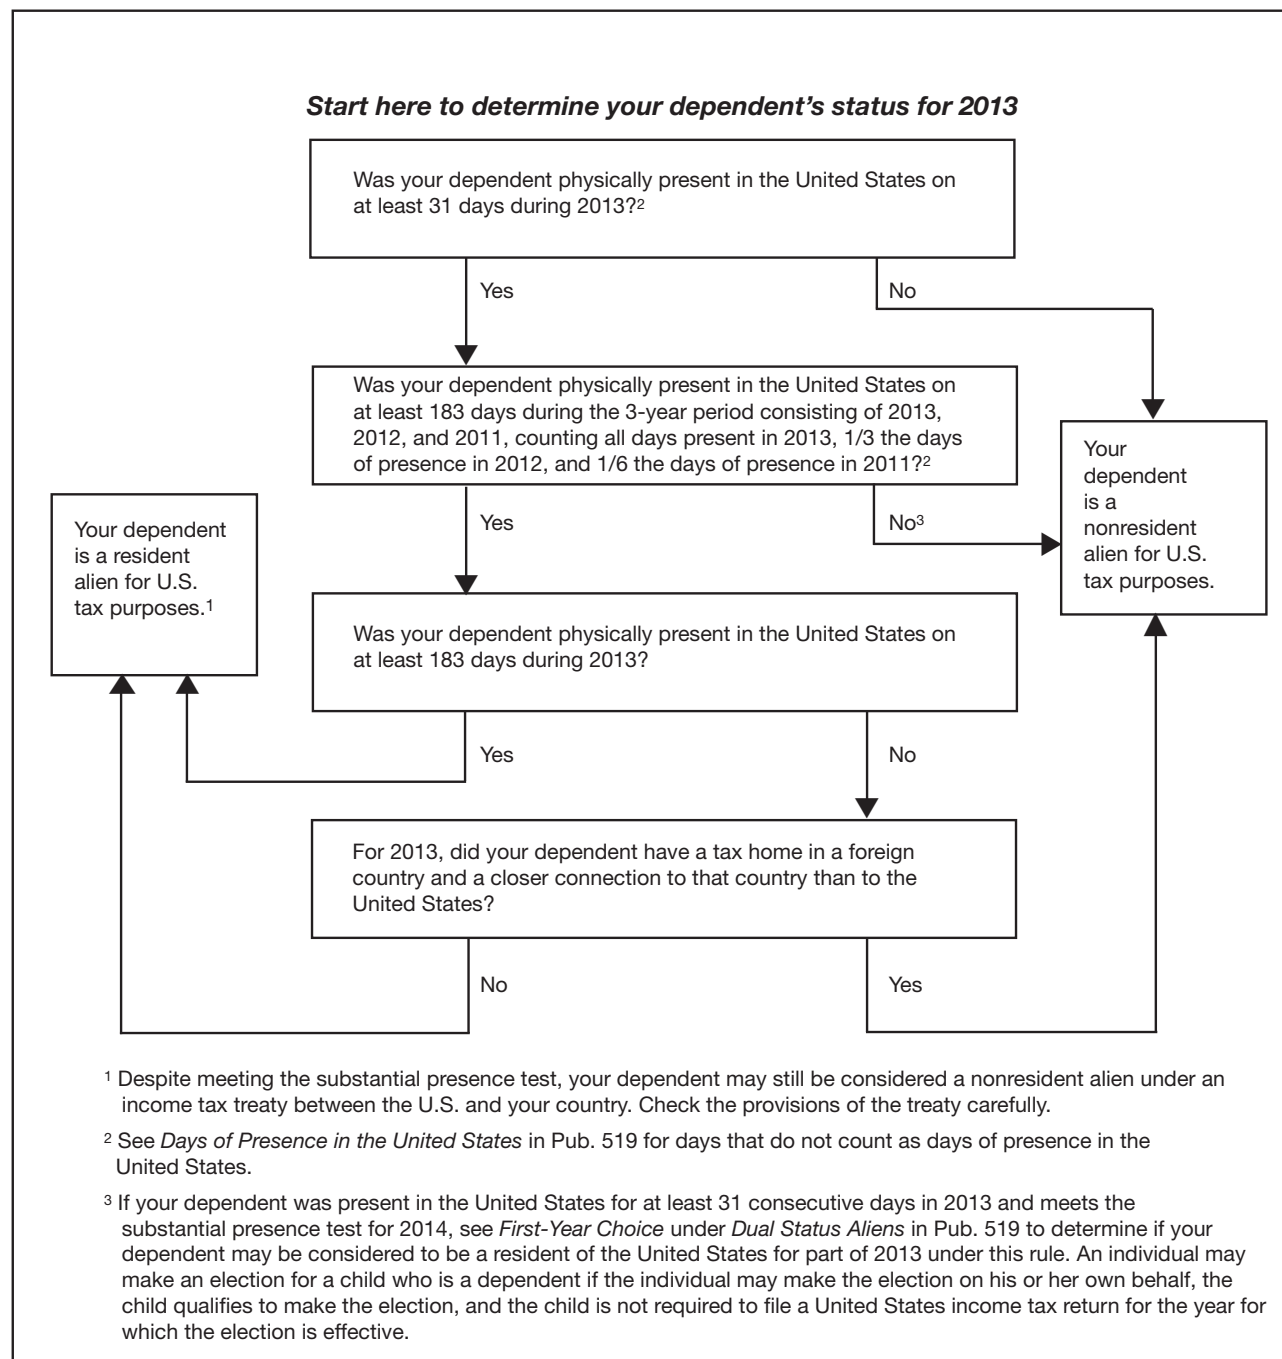 Start here to determine your dependent’s status for 2013
Was your dependent physically present in the United States on
at least 31 days during 2013?2
Yes
No
Was your dependent physically present in the United States on
at least 183 days during the 3-year period consisting of 2013,
2012, and 2011, counting all days present in 2013, 1/3 the days
of presence in 2012, and 1/6 the days of presence in 2011?2
Your
dependent
is a
nonresident
alien for U.S.
tax purposes.
Your dependent
is a resident
alien for U.S.
tax purposes.1
Yes
No3
Was your dependent physically present in the United States on
at least 183 days during 2013?
Yes
No
For 2013, did your dependent have a tax home in a foreign
country and a closer connection to that country than to the
United States?
No
Yes
1 Despite meeting the substantial presence test, your dependent may still be considered a nonresident alien under an
income tax treaty between the U.S. and your country. Check the provisions of the treaty carefully.
2 See Days of Presence in the United States in Pub. 519 for days that do not count as days of presence in the
United States.
3 If your dependent was present in the United States for at least 31 consecutive days in 2013 and meets the
substantial presence test for 2014, see First-Year Choice under Dual Status Aliens in Pub. 519 to determine if your
dependent may be considered to be a resident of the United States for part of 2013 under this rule. An individual may
make an election for a child who is a dependent if the individual may make the election on his or her own behalf, the
child qualifies to make the election, and the child is not required to file a United States income tax return for the year for
which the election is effective.